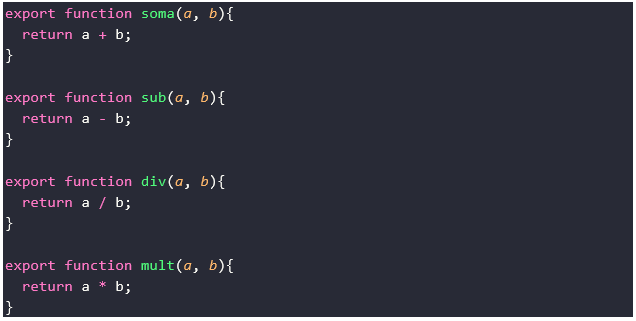 export function soma(a, b){
  return a + b;
}

export function sub(a, b){
  return a - b;
}

export function div(a, b){
  return a / b;
}

export function mult(a, b){
  return a * b;
}